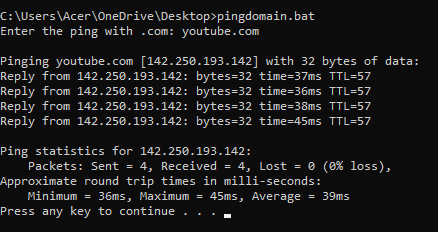 C:\Users\Acer\OneDrive\Desktop>pingdomain.bat
Enter the ping with .com: youtube.com
Pinging youtube.com [142.250.193.142] with 32 bytes of data:
Reply from 142.250.193.142: bytes=32 time=37ms TTL=57
Reply from 142.250.193.142: bytes=32 time=36ms TTL=57
Reply from 142.250.193.142: bytes=32 time=38ms TTL=57
Reply from 142.250.193.142: bytes=32 time=45ms TTL=57
Ping statistics for 142.250.193.142:
    Packets: Sent = 4, Received = 4, Lost = 0 (0% loss),
Approximate round trip times in milli-seconds:
    Minimum = 36ms, Maximum = 45ms, Average = 39ms
Press any key to continue . . .